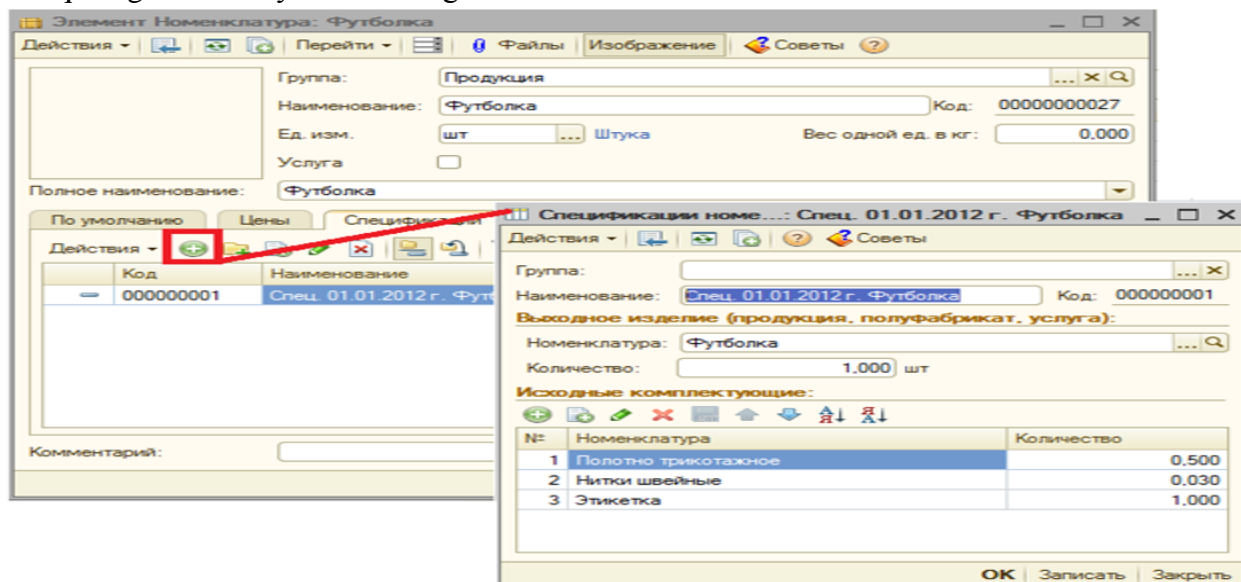 Элемент Номенклатура: Футболка
Действия Перейти Файлы Изображение Советы
Группа: Продукция
Наименование: Футболка Код: 00000000027
Ед. изм. шт ... Штука Вес одной ед. в кг: 0,000
Услуга
Полное наименование: Футболка
По умолчанию Цены Спецификации
Действия
Код Наименование
000000001 Спец. 01.01.2012 г. Фут
Комментарий:
Спецификации номе...: Спец. 01.01.2012 г. Футболка
Действия Советы
Группа:
Наименование: Спец. 01.01.2012 г. Футболка Код: 000000001
Выходное изделие (продукция, полуфабрикат, услуга):
Номенклатура: Футболка
Количество: 1,000 шт
Исходные комплектующие:
№ Номенклатура Количество
1 Полотно трикотажное 0,500
2 Нитки швейные 0,030
3 Этикетка 1,000
OK Записать Закрыть